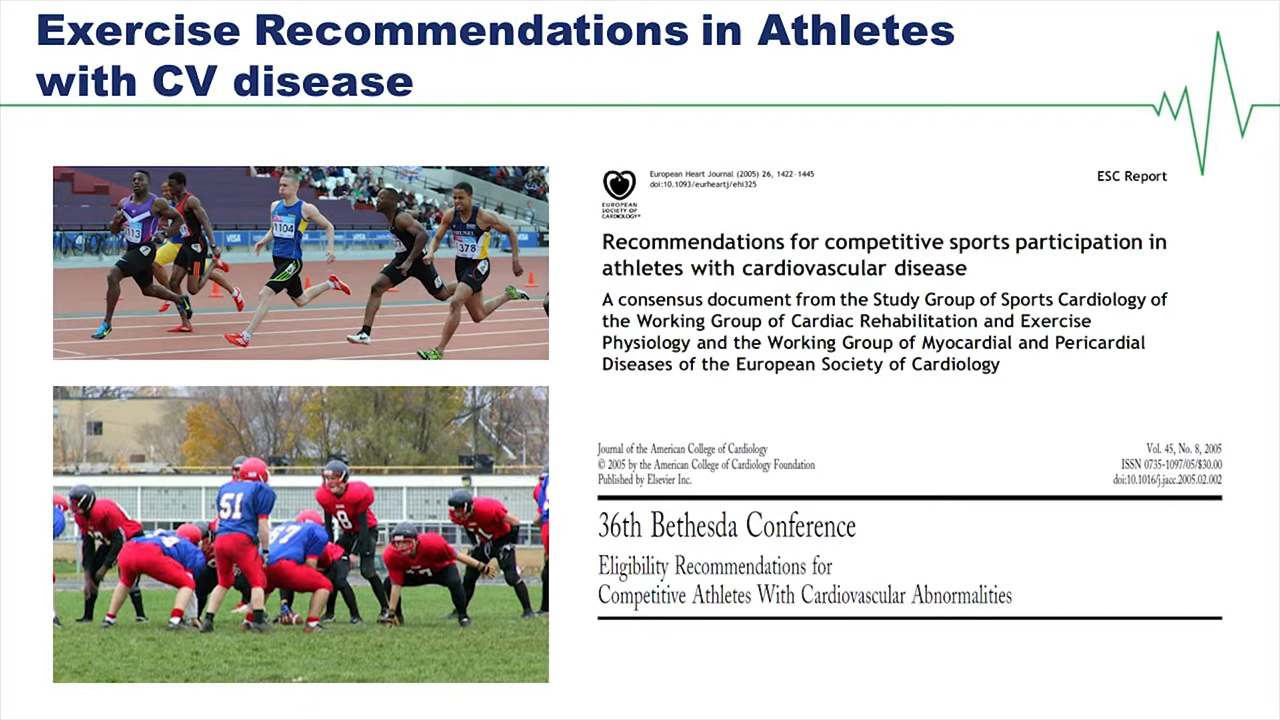 Exercise Recommendations in Athletes
with CV disease
113
1104
378
VISA
VISA
51
67
8
European Heart Journal (2005) 26, 1422–1445
doi:10.1093/eurheartj/ehi325
ESC Report
EUROPEAN
SOCIETY OF
CARDIOLOGY®
Recommendations for competitive sports participation in
athletes with cardiovascular disease
A consensus document from the Study Group of Sports Cardiology of
the Working Group of Cardiac Rehabilitation and Exercise
Physiology and the Working Group of Myocardial and Pericardial
Diseases of the European Society of Cardiology
Journal of the American College of Cardiology
© 2005 by the American College of Cardiology Foundation
Published by Elsevier Inc.
Vol. 45, No. 8, 2005
ISSN 0735-1097/05/$30.00
doi:10.1016/j.jacc.2005.02.002
36th Bethesda Conference
Eligibility Recommendations for
Competitive Athletes With Cardiovascular Abnormalities